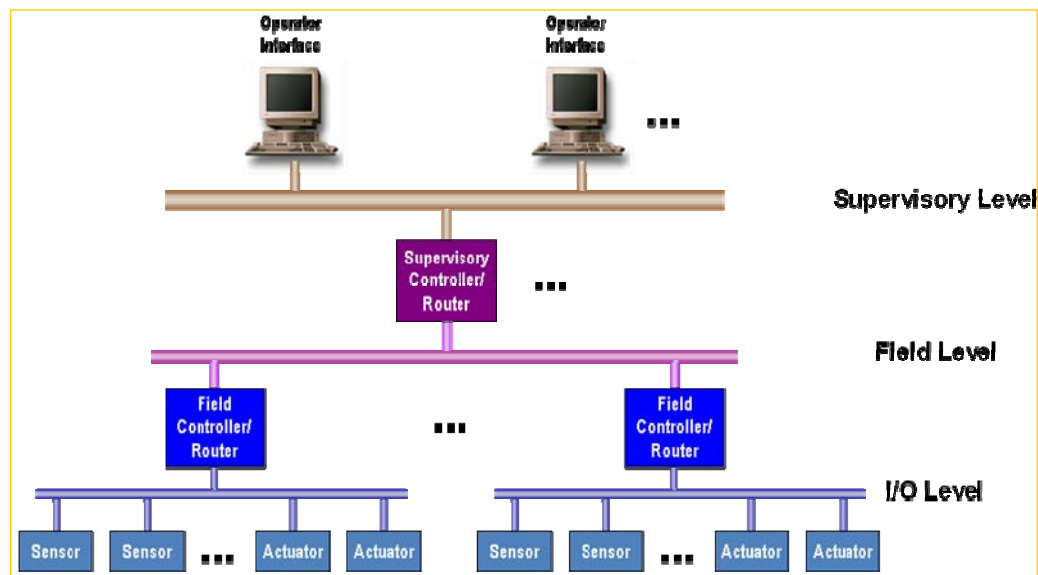 Operator
Interface
Operator
Interface
...
Supervisory Level
Supervisory
Controller/
Router
...
Field Level
Field
Controller/
Router
...
Field
Controller/
Router
I/O Level
Sensor
Sensor
...
Actuator
Actuator
Sensor
Sensor
...
Actuator
Actuator